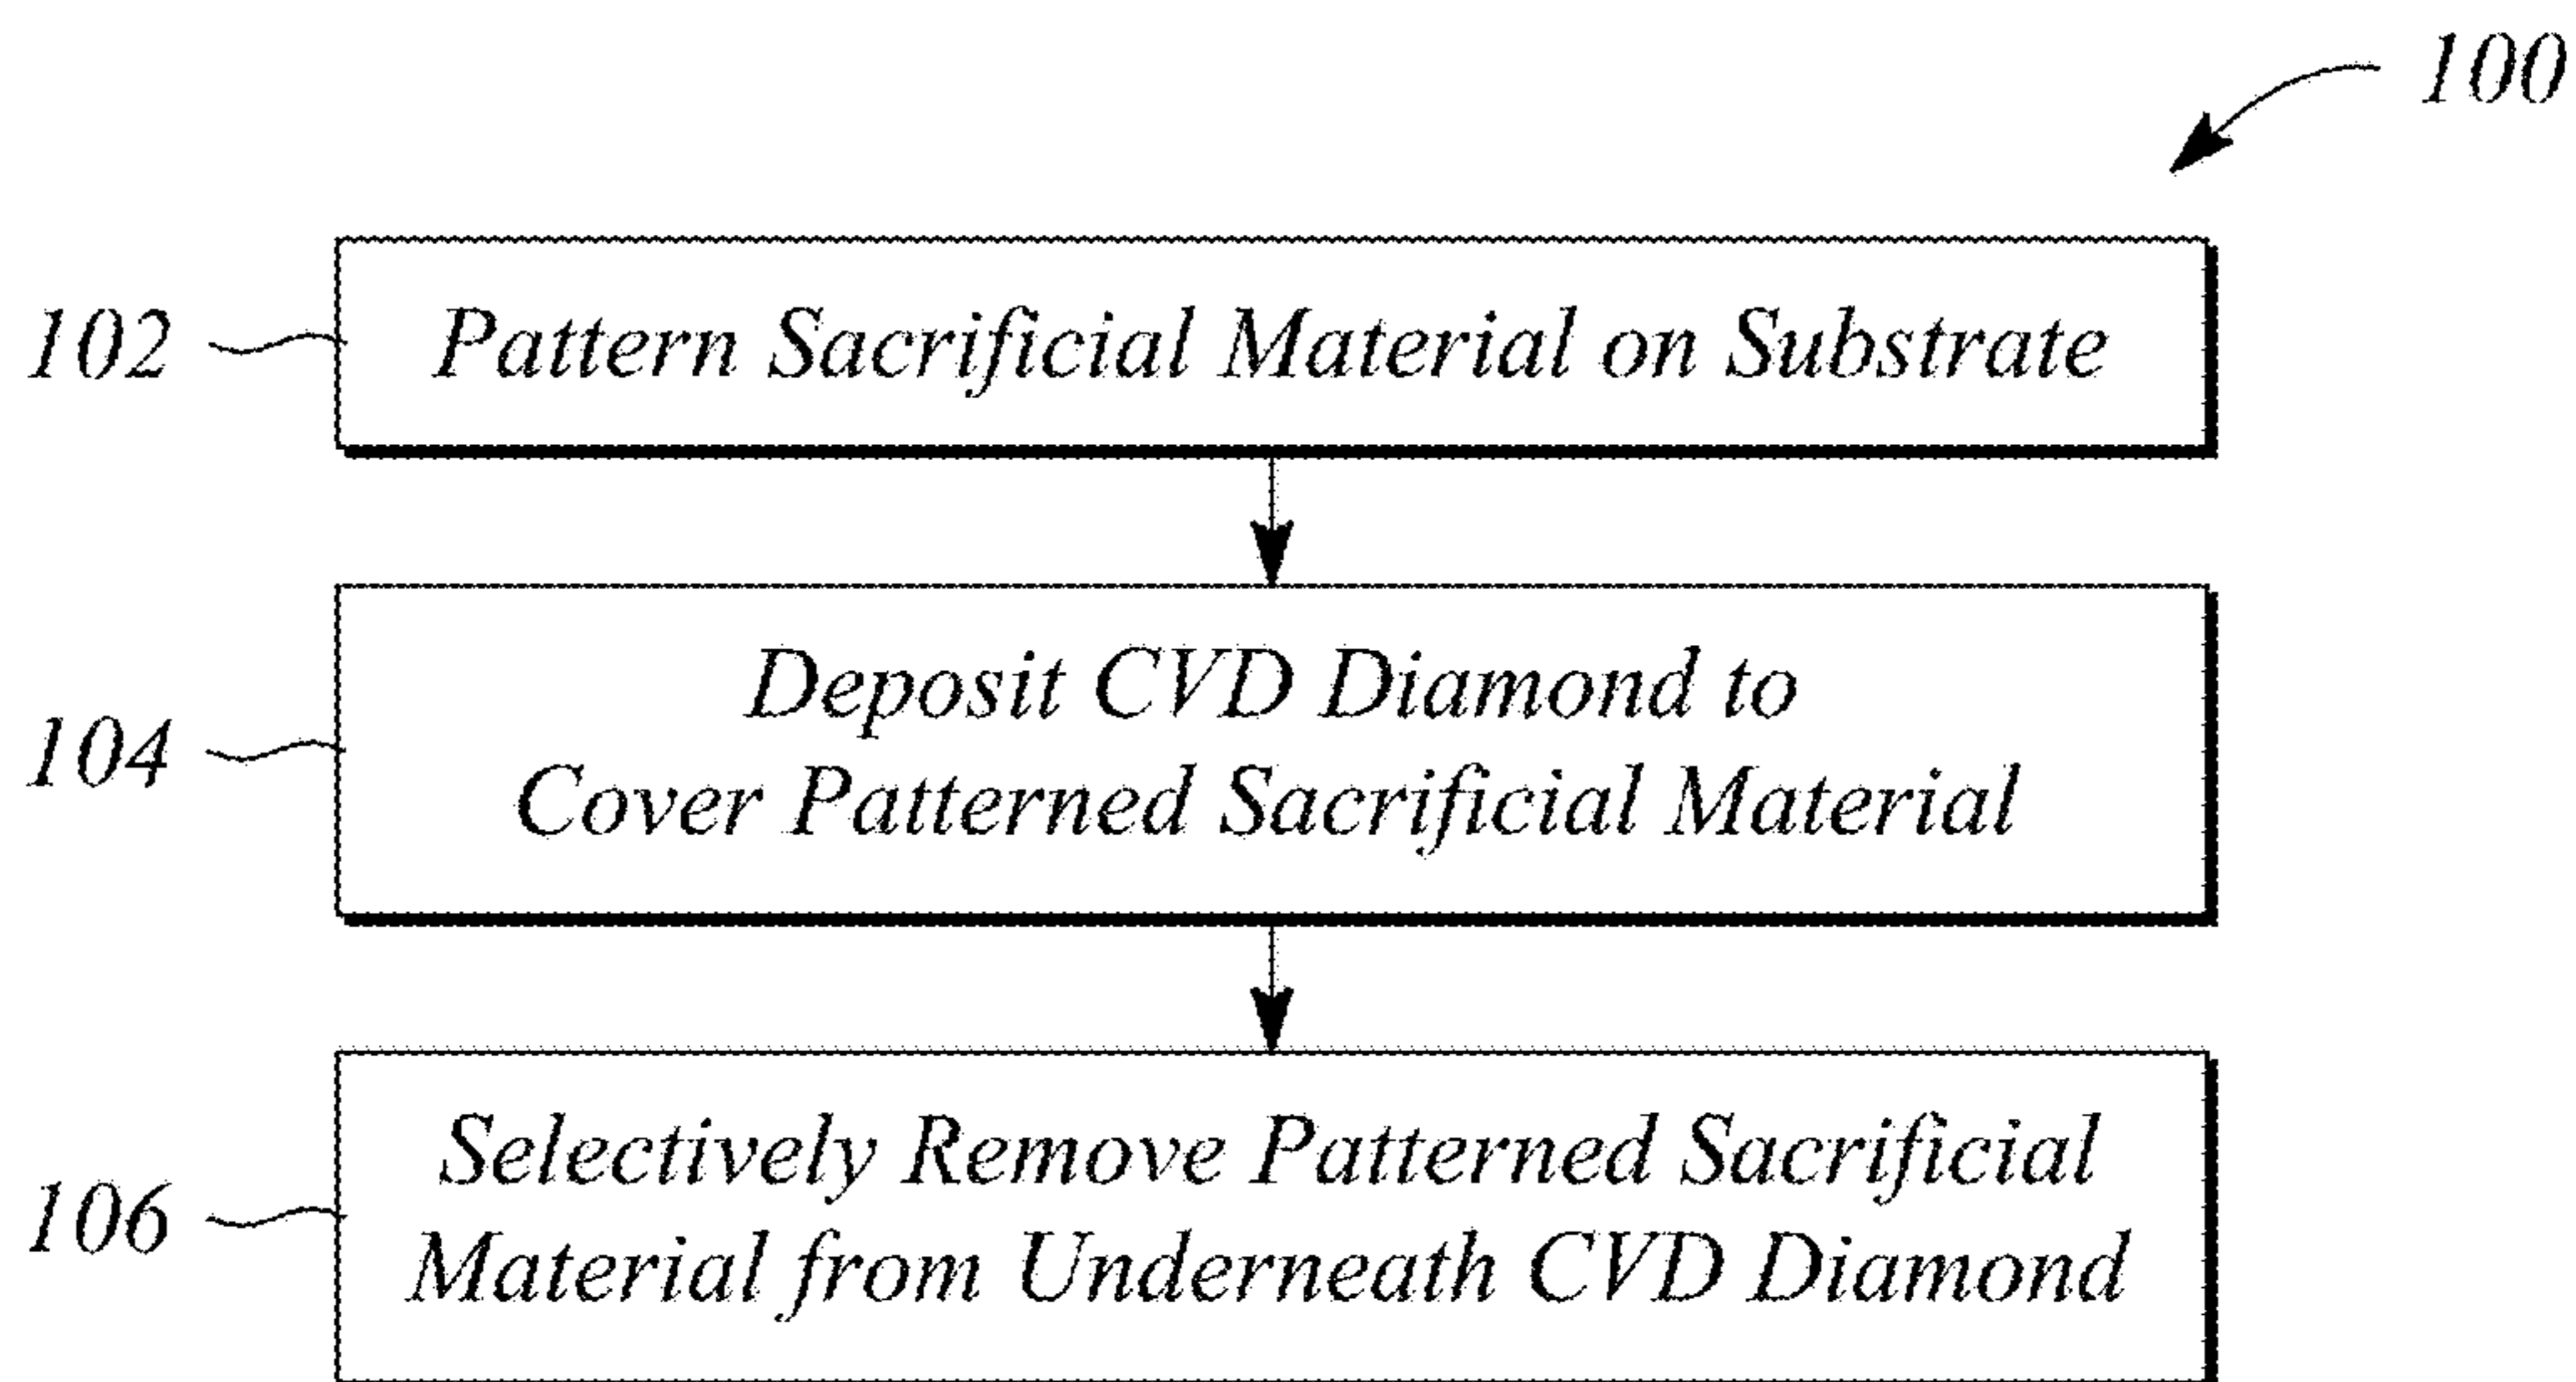 100
102
Pattern Sacrificial Material on Substrate
104
Deposit CVD Diamond to
Cover Patterned Sacrificial Material
106
Selectively Remove Patterned Sacrificial
Material from Underneath CVD Diamond